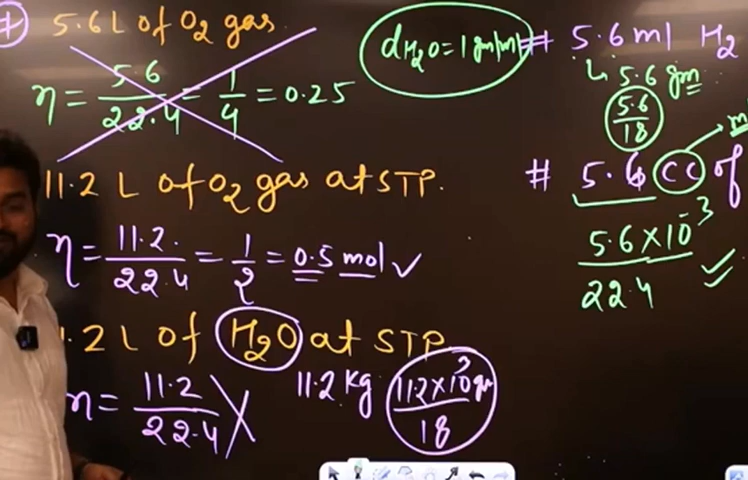 # 5.6 L of O2 gas
η = 5.6/22.4 = 1/4 = 0.25
11.2 L of O2 gas at STP.
η = 11.2/22.4 = 1/2 = 0.5 mol ✓
.2 L of H2O at STP
η = 11.2/22.4 X 11.2 Kg 11.2×10^3 gm/18
dH2O = 1 gm/ml
# 5.6 ml H2
↳ 5.6 gm
5.6/18
# 5.6 CC of
5.6×10^-3/22.4 ✓✓